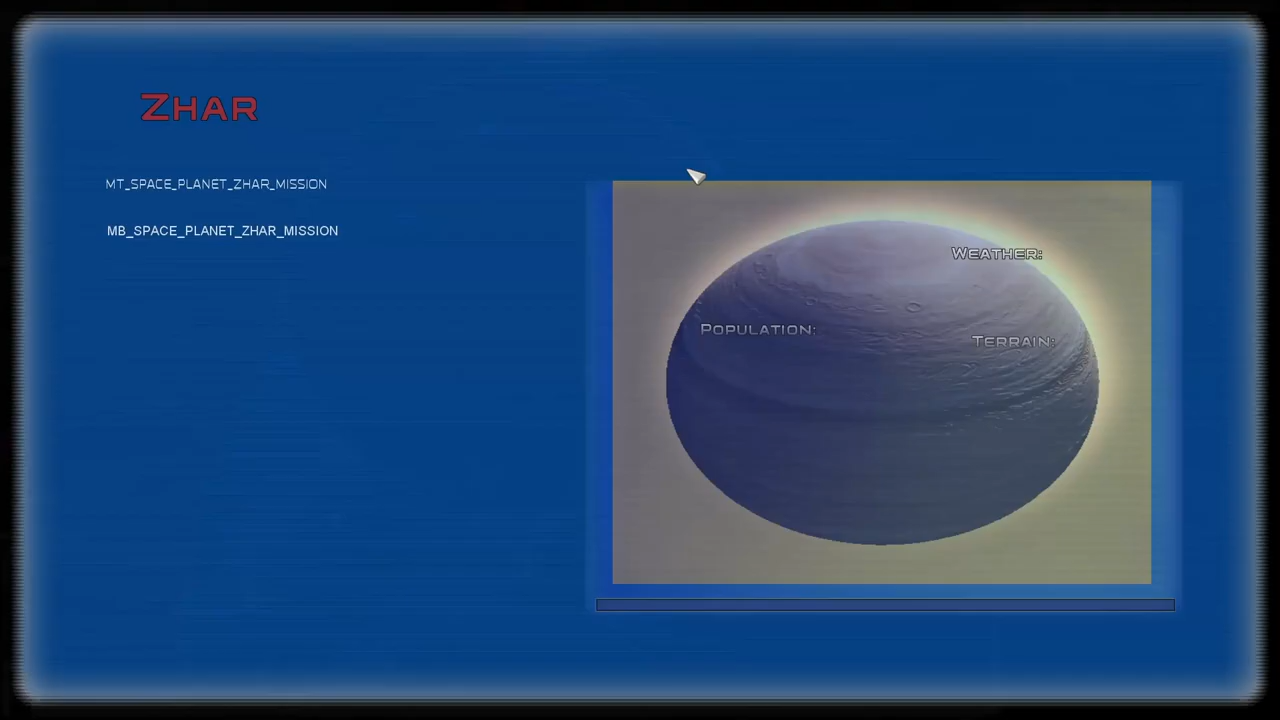 ZHAR
MT_SPACE_PLANET_ZHAR_MISSION
MB_SPACE_PLANET_ZHAR_MISSION
WEATHER:
POPULATION:
TERRAIN: